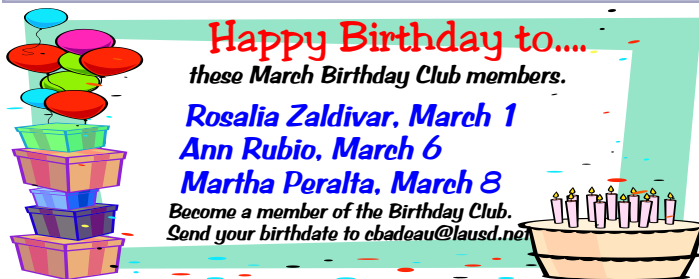 Happy Birthday to....
these March Birthday Club members.
Rosalia Zaldivar, March 1
Ann Rubio, March 6
Martha Peralta, March 8
Become a member of the Birthday Club.
Send your birthdate to cbadeau@lausd.net